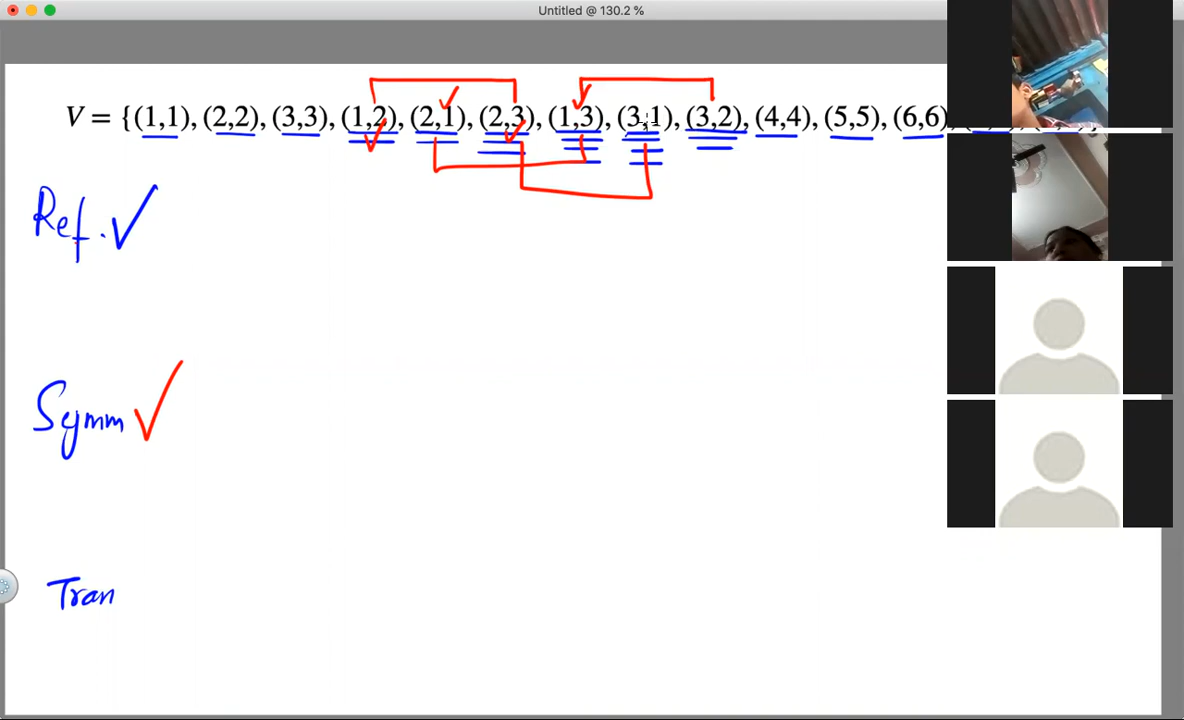 Untitled @ 130.2 %
V = {(1,1), (2,2), (3,3), (1,2), (2,1), (2,3), (1,3), (3,1), (3,2), (4,4), (5,5), (6,6)
Ref.
Symm
Tran